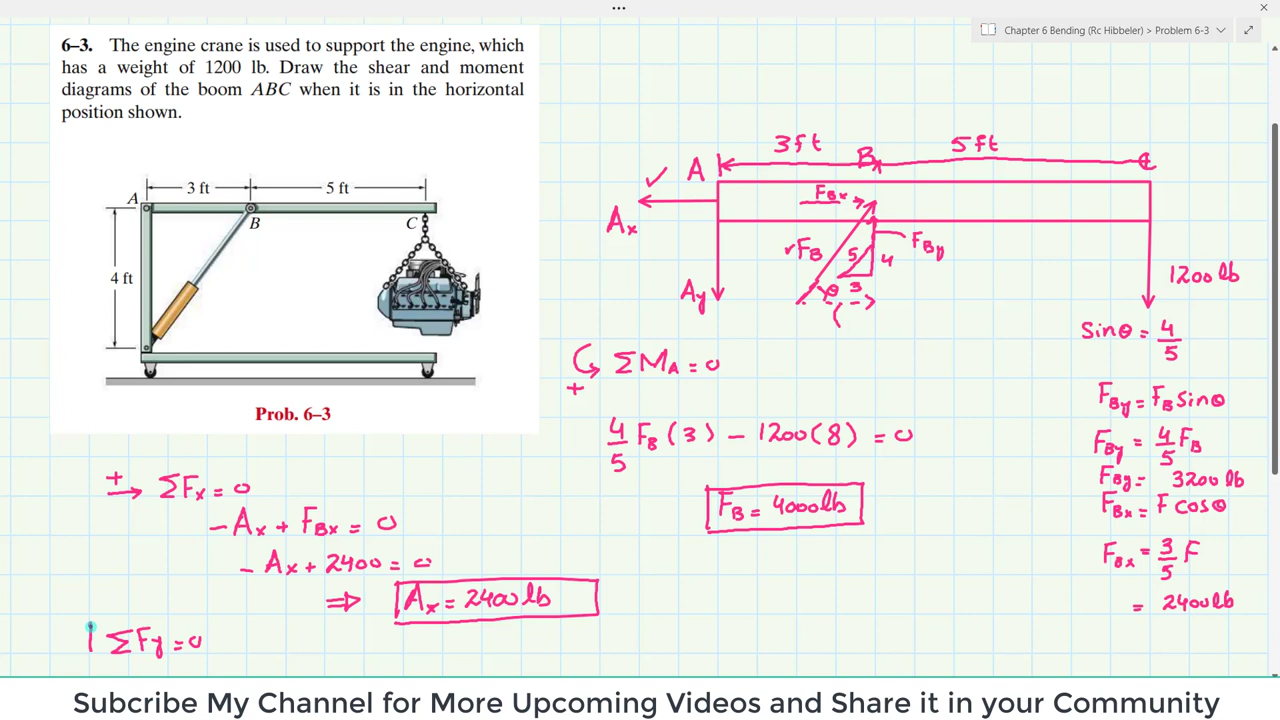 Chapter 6 Bending (Rc Hibbeler) > Problem 6-3
6–3. The engine crane is used to support the engine, which
has a weight of 1200 lb. Draw the shear and moment
diagrams of the boom ABC when it is in the horizontal
position shown.
3 ft
5 ft
A
B
C
4 ft
Prob. 6–3
3ft
5ft
A
B
C
Ax
FBx
FB
FBy
5
4
3
θ
Ay
1200 lb
ΣMA = 0
+
4/5 FB (3) - 1200(8) = 0
FB = 4000lb
Sinθ = 4/5
FBy = FB Sinθ
FBy = 4/5 FB
FBy = 3200 lb
FBx = F cosθ
FBx = 3/5 F
= 2400 lb
+→ ΣFx = 0
-Ax + FBx = 0
- Ax + 2400 = 0
⇒ Ax = 2400 lb
ΣFy = 0
Subcribe My Channel for More Upcoming Videos and Share it in your Community